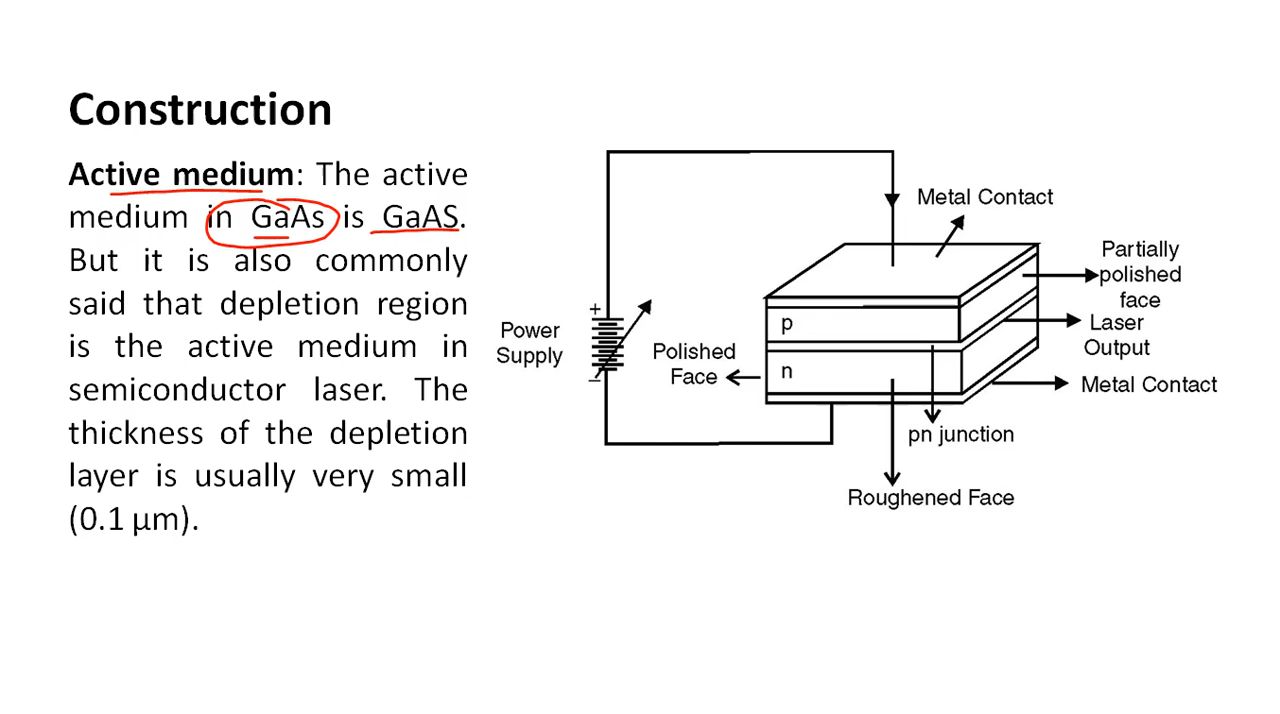 Construction
Active medium: The active
medium in GaAs is GaAS.
But it is also commonly
said that depletion region
is the active medium in
semiconductor laser. The
thickness of the depletion
layer is usually very small
(0.1 µm).
Metal Contact
Partially
polished
face
Laser
Output
Metal Contact
+
Power
Supply
–
Polished
Face
p
n
pn junction
Roughened Face